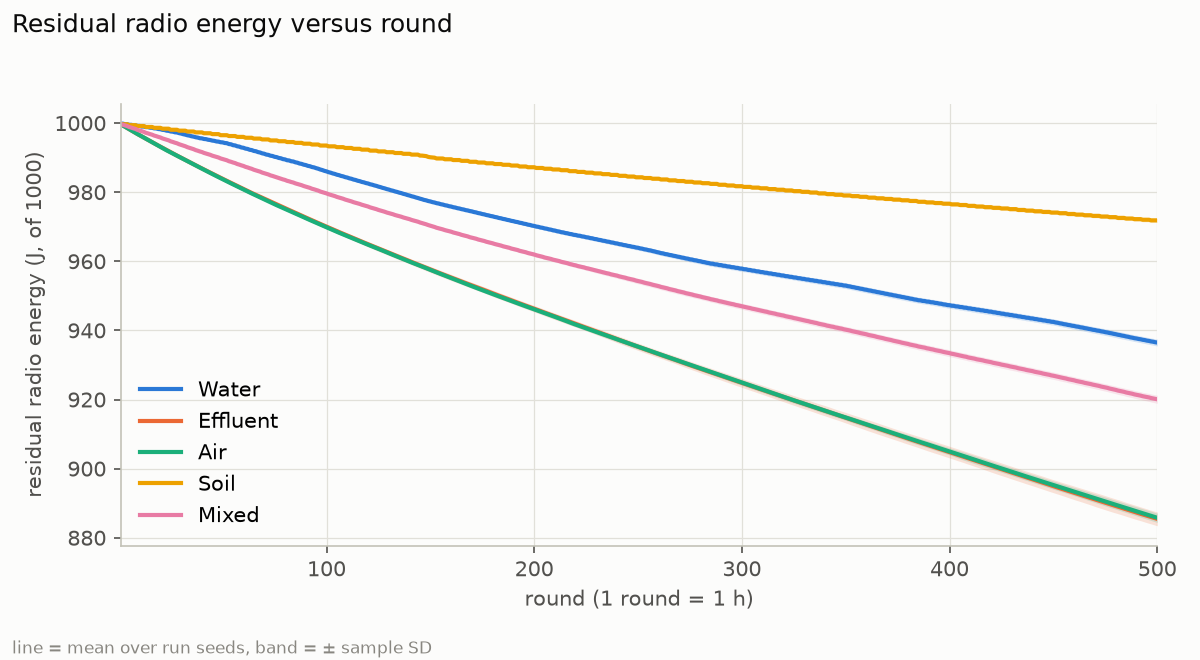 Residual radio energy versus round
residual radio energy (J, of 1000)
1000
980
960
940
920
900
880
Water
Effluent
Air
Soil
Mixed
100
200
300
400
500
round (1 round = 1 h)
line = mean over run seeds, band = ± sample SD